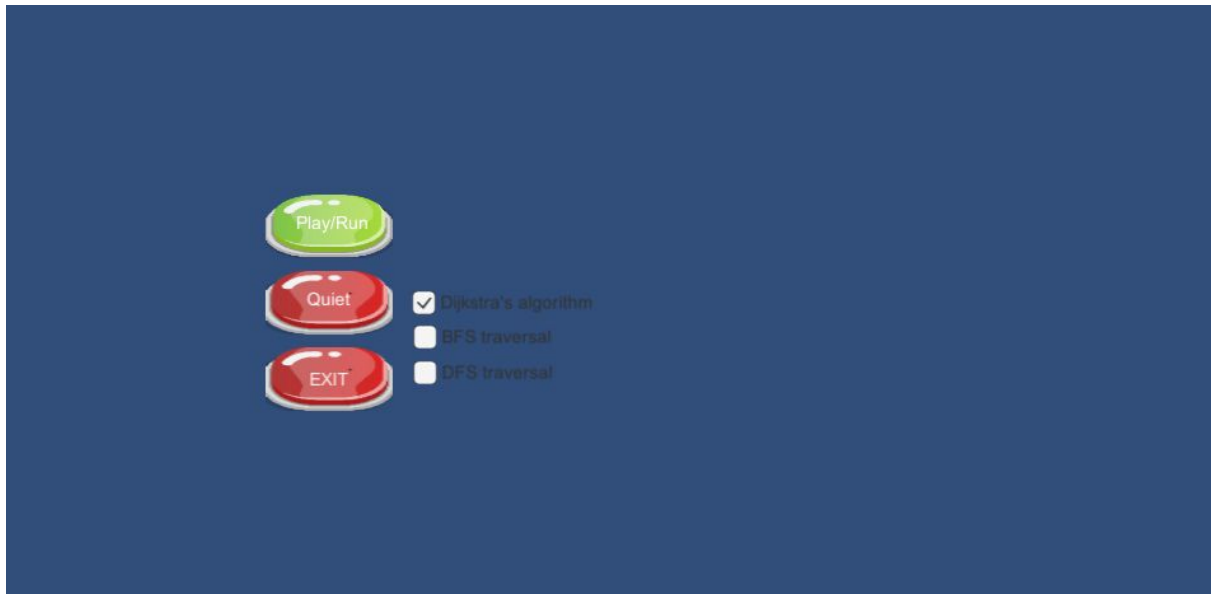 Play/Run
Quiet
Dijkstra's algorithm
BFS traversal
EXIT
DFS traversal